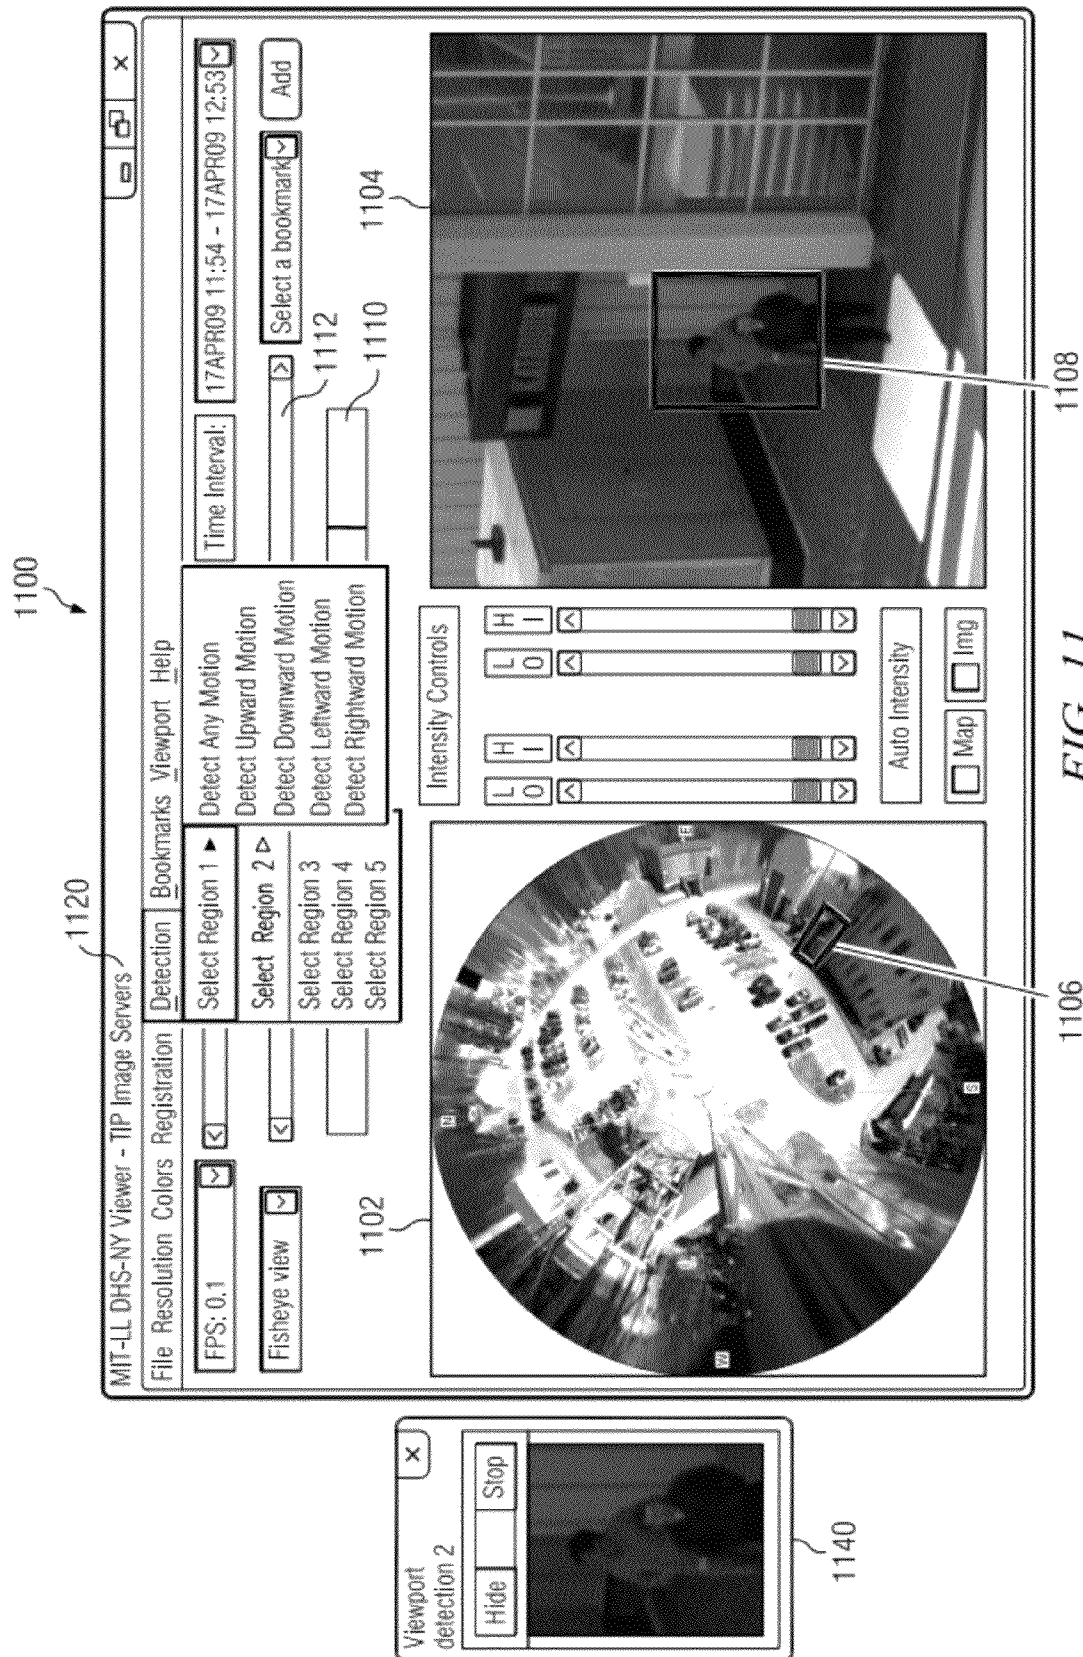 1100
1120
MIT-LL DHS-NY Viewer - TIP Image Servers
File Resolution Colors Registration Detection Bookmarks Viewport Help
FPS: 0.1
Select Region 1
Detect Any Motion
Time Interval:
17APR09 11:54 - 17APR09 12:53
Detect Upward Motion
Fisheye view
Select Region 2
Detect Downward Motion
Select a bookmark
Add
Select Region 3
Detect Leftward Motion
1112
Select Region 4
Detect Rightward Motion
Select Region 5
1110
1102
1104
Intensity Controls
LO
HI
LO
HI
Auto Intensity
Map
Img
N
E
S
W
1106
1108
Viewport
detection 2
Hide
Stop
1140
FIG. 11